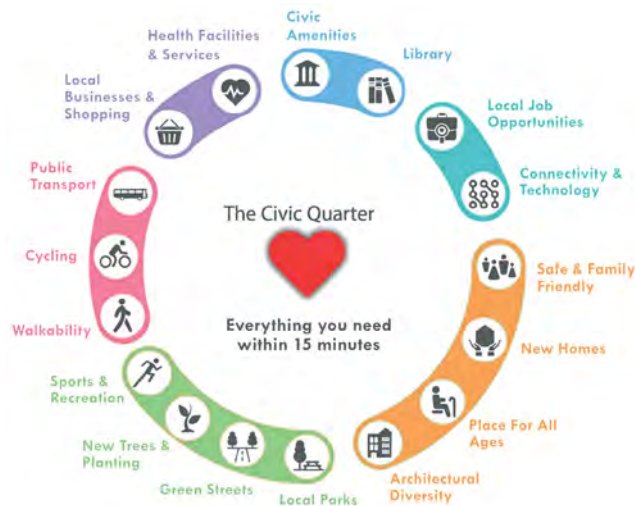 Civic
Amenities
Library
Local Job
Opportunities
Connectivity &
Technology
Safe & Family
Friendly
New Homes
Place For All
Ages
Architectural
Diversity
Local Parks
Green Streets
New Trees &
Planting
Sports &
Recreation
Walkability
Cycling
Public
Transport
Local
Businesses &
Shopping
Health Facilities
& Services
The Civic Quarter
Everything you need
within 15 minutes